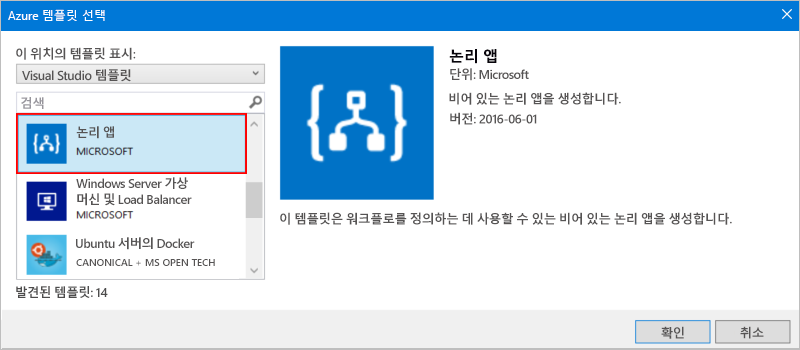 Azure 템플릿 선택
이 위치의 템플릿 표시:
Visual Studio 템플릿
검색
논리 앱
MICROSOFT
Windows Server 가상
머신 및 Load Balancer
MICROSOFT
Ubuntu 서버의 Docker
CANONICAL + MS OPEN TECH
발견된 템플릿: 14
논리 앱
단위: Microsoft
비어 있는 논리 앱을 생성합니다.
버전: 2016-06-01
이 템플릿은 워크플로를 정의하는 데 사용할 수 있는 비어 있는 논리 앱을 생성합니다.
확인
취소